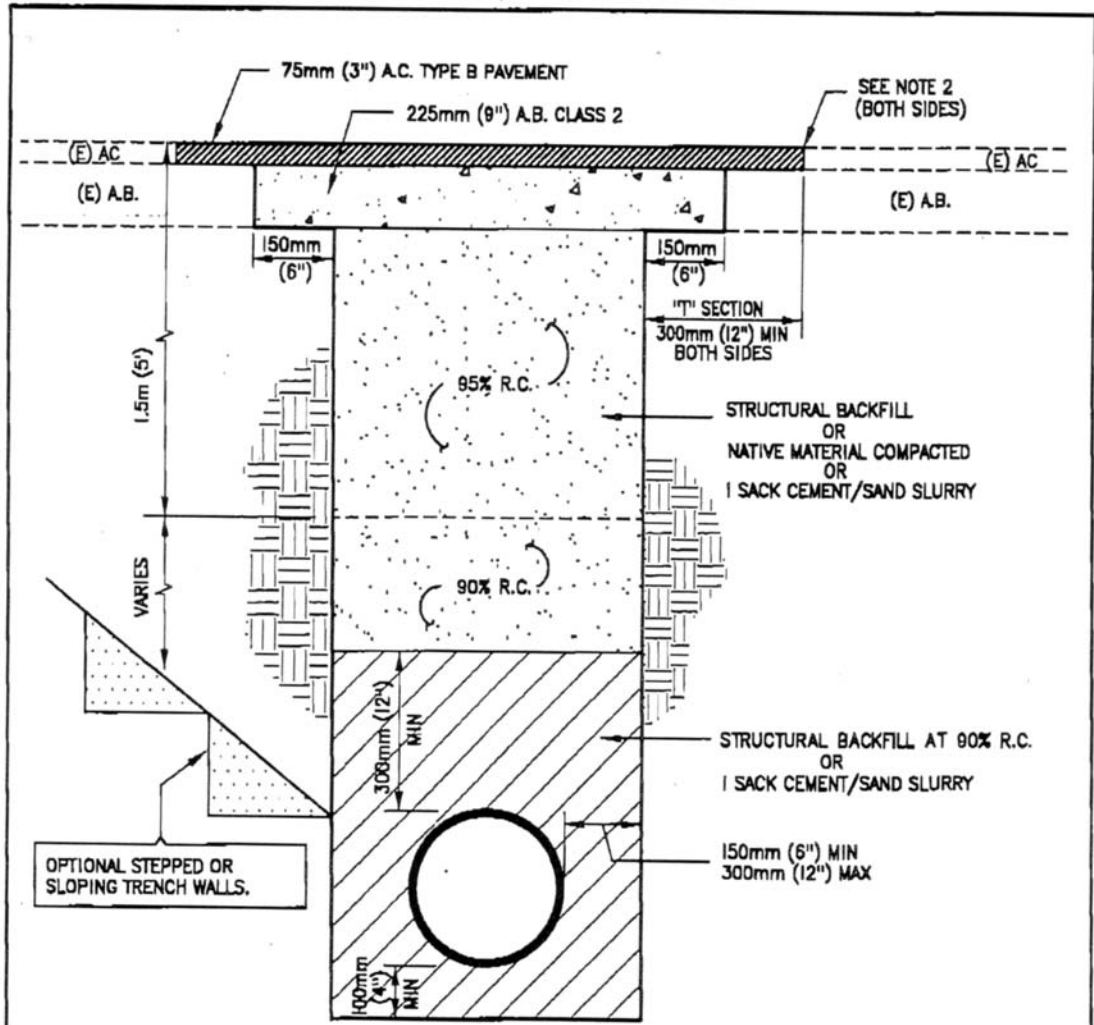 75mm (3") A.C. TYPE B PAVEMENT
SEE NOTE 2
(BOTH SIDES)
225mm (9") A.B. CLASS 2
(E) AC
(E) AC
(E) A.B.
(E) A.B.
150mm
(6")
150mm
(6")
"T" SECTION
300mm (12") MIN
BOTH SIDES
1.5m (5')
95% R.C.
STRUCTURAL BACKFILL
OR
NATIVE MATERIAL COMPACTED
OR
1 SACK CEMENT/SAND SLURRY
VARIES
90% R.C.
300mm (12")
MIN
STRUCTURAL BACKFILL AT 90% R.C.
OR
1 SACK CEMENT/SAND SLURRY
150mm (6") MIN
300mm (12") MAX
OPTIONAL STEPPED OR
SLOPING TRENCH WALLS.
100mm
(4")
MIN